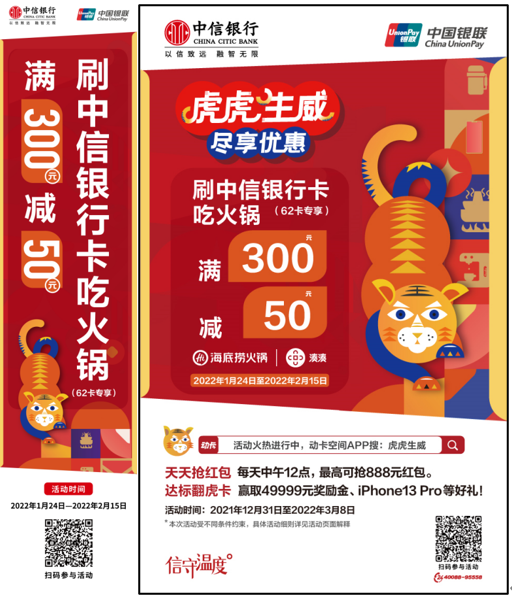 中信银行
CHINA CITIC BANK
以信致远 融智无限
UnionPay
银联
中国银联
China UnionPay
刷中信银行卡吃火锅
(62卡专享)
满300元减50元
活动时间
2022年1月24日—2022年2月15日
扫码参与活动
中信银行
CHINA CITIC BANK
以信致远 融智无限
UnionPay
银联
中国银联
China UnionPay
虎虎生威
尽享优惠
刷中信银行卡
吃火锅(62卡专享)
满300元
减50元
海底捞火锅 湊湊
2022年1月24日至2022年2月15日
动长 活动火热进行中，动卡空间APP搜：虎虎生威
天天抢红包 每天中午12点，最高可抢888元红包。
达标翻虎卡 赢取49999元奖励金、iPhone13 Pro等好礼！
活动时间：2021年12月31日至2022年3月8日
*本次活动受不同条件约束，具体活动细则详见活动页面解释
信守温度
扫码参与活动
40088-95558